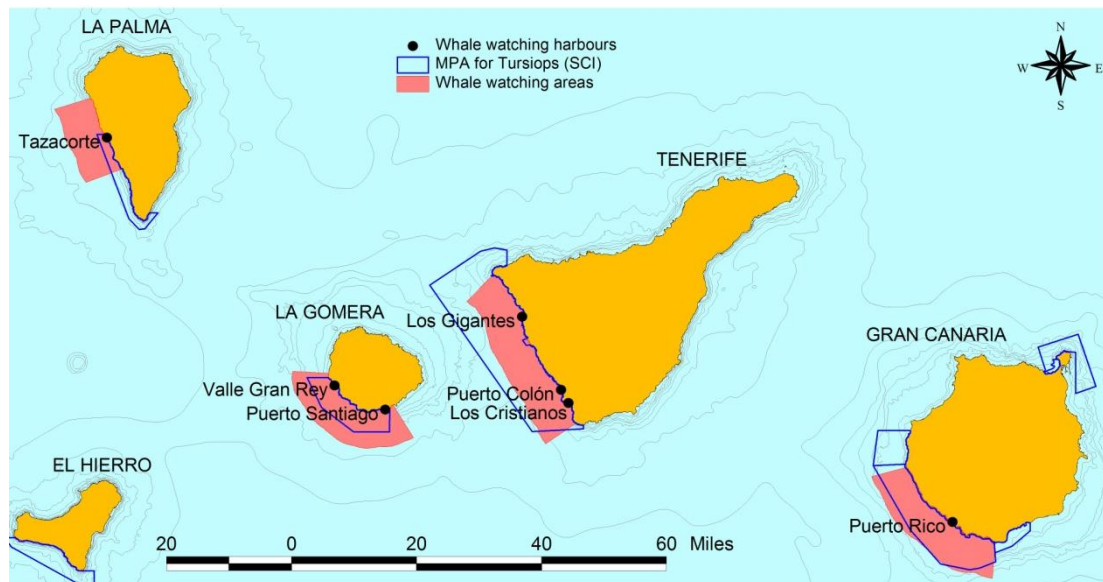 LA PALMA
Whale watching harbours
MPA for Tursiops (SCI)
Whale watching areas
N
W
E
S
Tazacorte
TENERIFE
LA GOMERA
Los Gigantes
GRAN CANARIA
Valle Gran Rey
Puerto Colón
Puerto Santiago
Los Cristianos
EL HIERRO
Puerto Rico
20 0 20 40 60 Miles